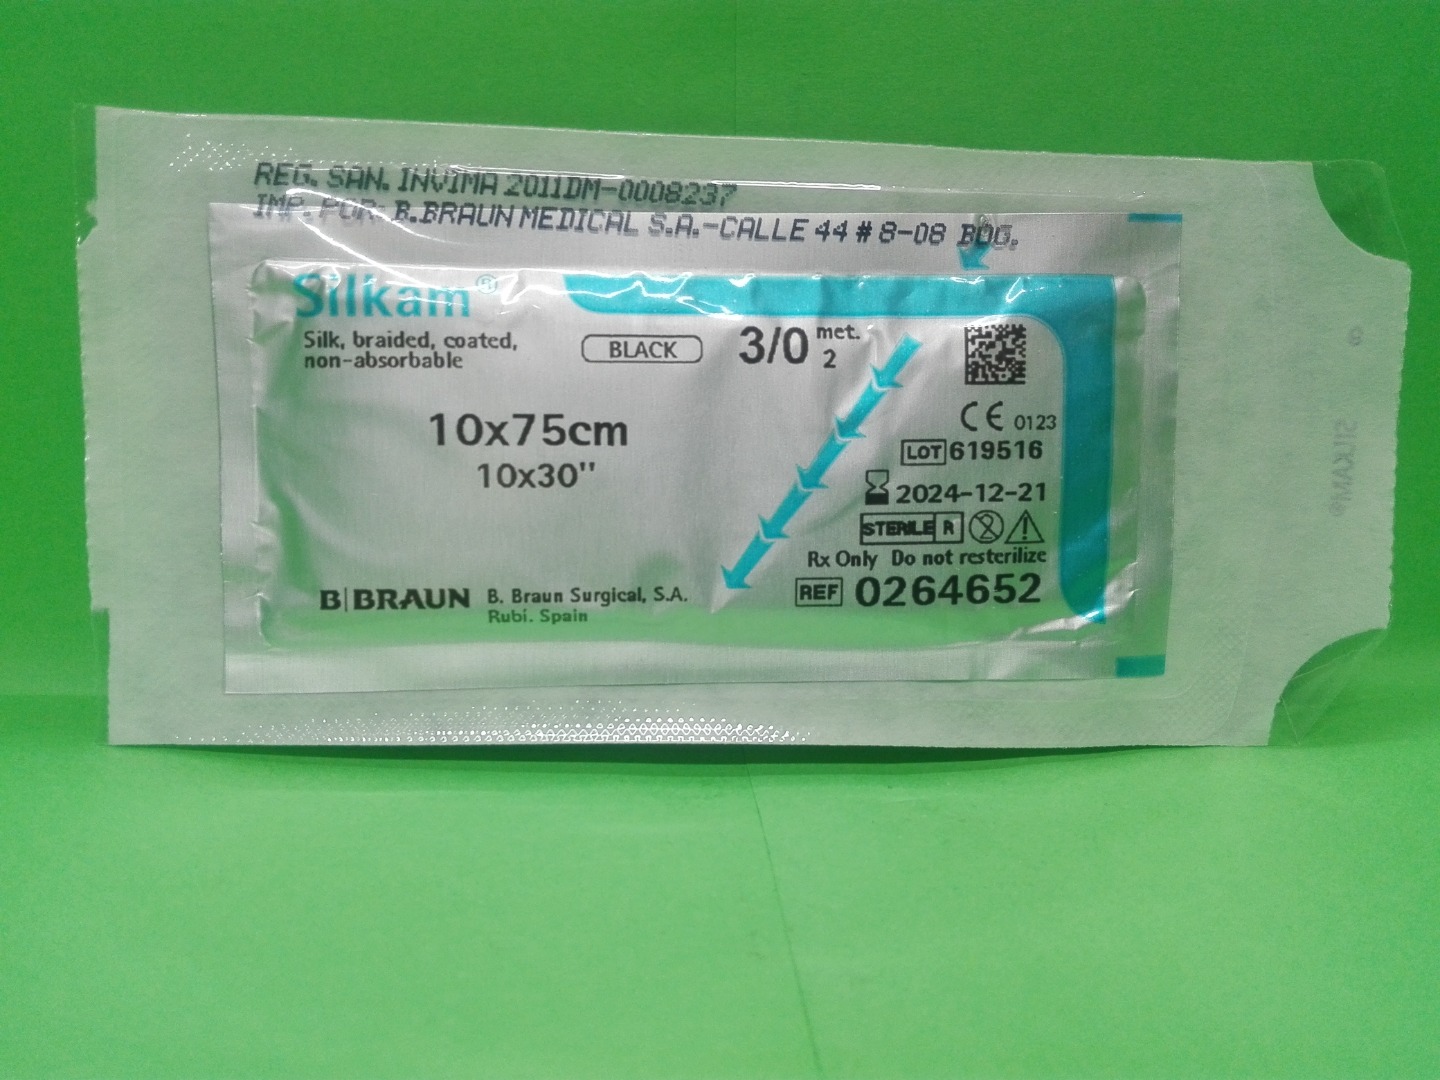 REG. SAN. INVIMA 2011DM-0008237
IMP. POR: B.BRAUN MEDICAL S.A.-CALLE 44 # 8-08 BOG.
Silkam®
Silk, braided, coated,
non-absorbable
BLACK
3/0 met. 2
10x75cm
10x30''
CE 0123
LOT 619516
2024-12-21
STERILE R
2
Rx Only Do not resterilize
REF 0264652
B|BRAUN
B. Braun Surgical, S.A.
Rubí. Spain
SILKAM®